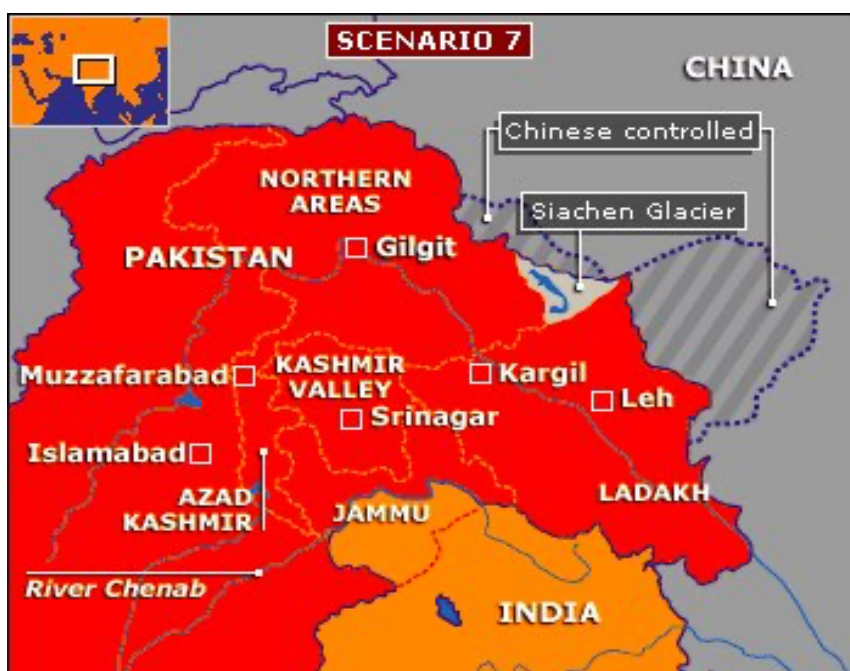 SCENARIO 7
CHINA
Chinese controlled
NORTHERN
AREAS
Siachen Glacier
PAKISTAN
Gilgit
Muzzafarabad
KASHMIR
VALLEY
Kargil
Leh
Srinagar
Islamabad
AZAD
KASHMIR
JAMMU
LADAKH
River Chenab
INDIA